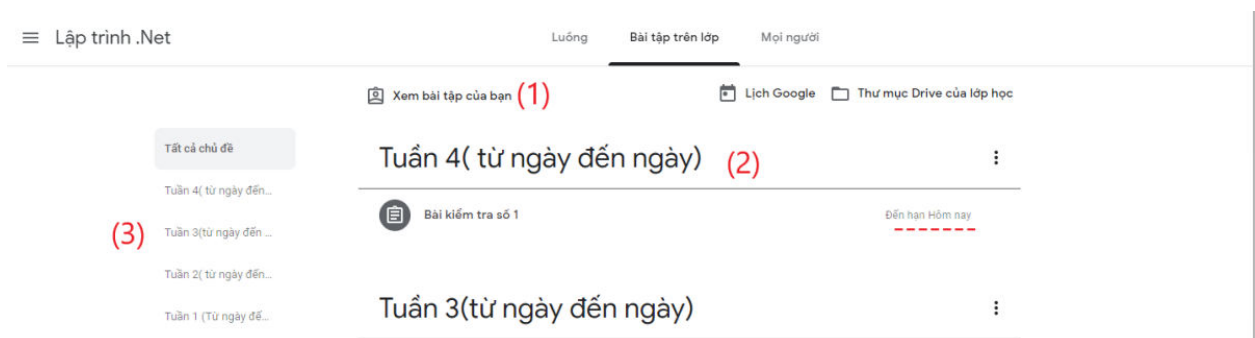 Lập trình .Net
Luồng Bài tập trên lớp Mọi người
Xem bài tập của bạn (1) Lịch Google Thư mục Drive của lớp học
Tất cả chủ đề
Tuần 4( từ ngày đến ngày) (2)
Tuần 4( từ ngày đến...
Bài kiểm tra số 1 Đến hạn Hôm nay
(3) Tuần 3(từ ngày đến ...
Tuần 2( từ ngày đến...
Tuần 3(từ ngày đến ngày)
Tuần 1 (Từ ngày đế...